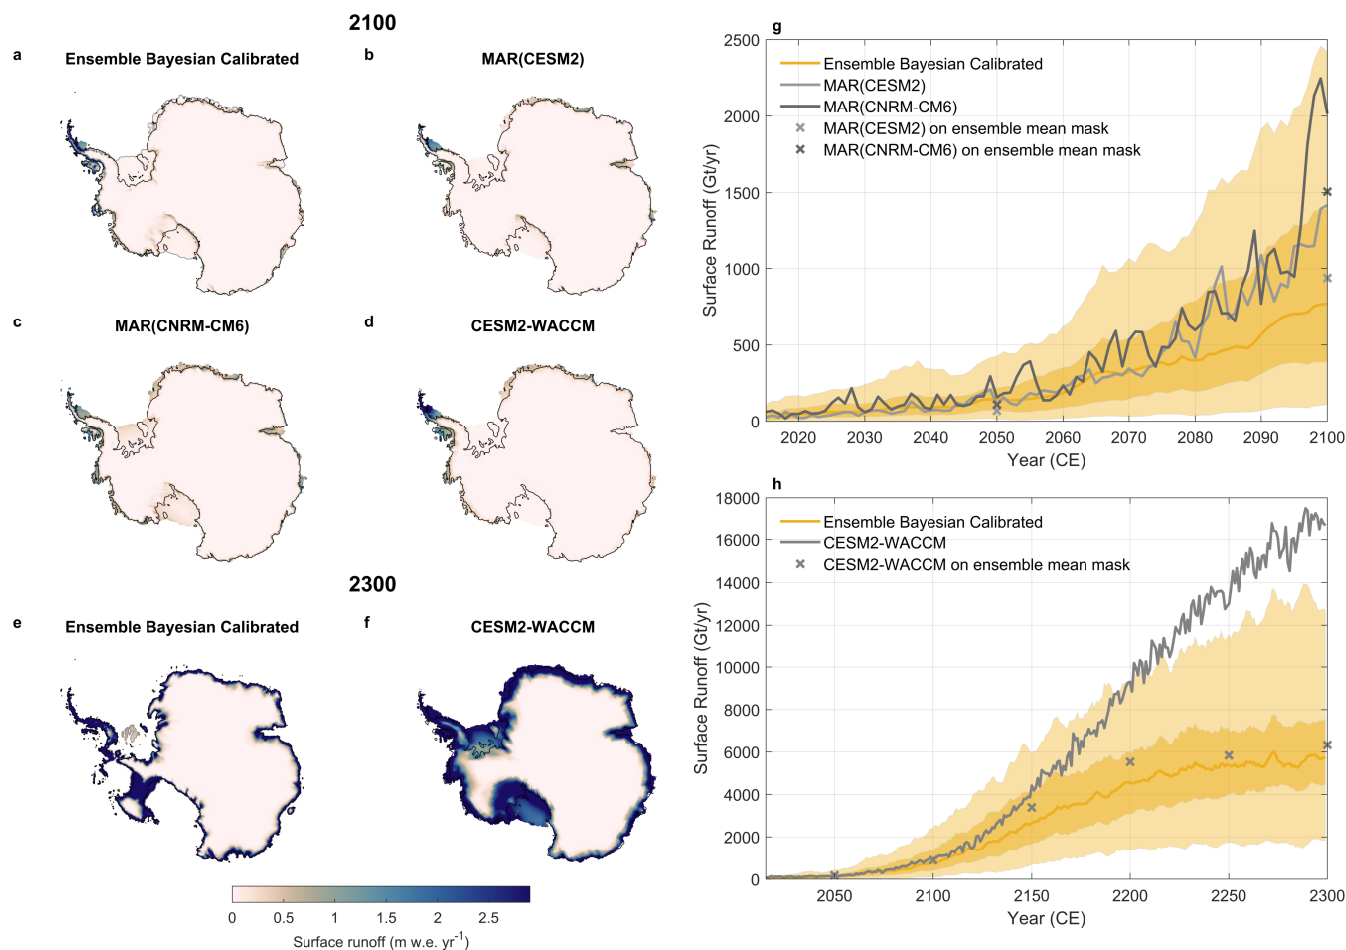 2100
a
Ensemble Bayesian Calibrated
b
MAR(CESM2)
c
MAR(CNRM-CM6)
d
CESM2-WACCM
2300
e
Ensemble Bayesian Calibrated
f
CESM2-WACCM
0 0.5 1 1.5 2 2.5
Surface runoff (m w.e. yr-1)
g
2500
2000
1500
1000
500
0
Surface Runoff (Gt/yr)
Ensemble Bayesian Calibrated
MAR(CESM2)
MAR(CNRM-CM6)
MAR(CESM2) on ensemble mean mask
MAR(CNRM-CM6) on ensemble mean mask
2020 2030 2040 2050 2060 2070 2080 2090 2100
Year (CE)
h
18000
16000
14000
12000
10000
8000
6000
4000
2000
0
Surface Runoff (Gt/yr)
Ensemble Bayesian Calibrated
CESM2-WACCM
CESM2-WACCM on ensemble mean mask
2050 2100 2150 2200 2250 2300
Year (CE)